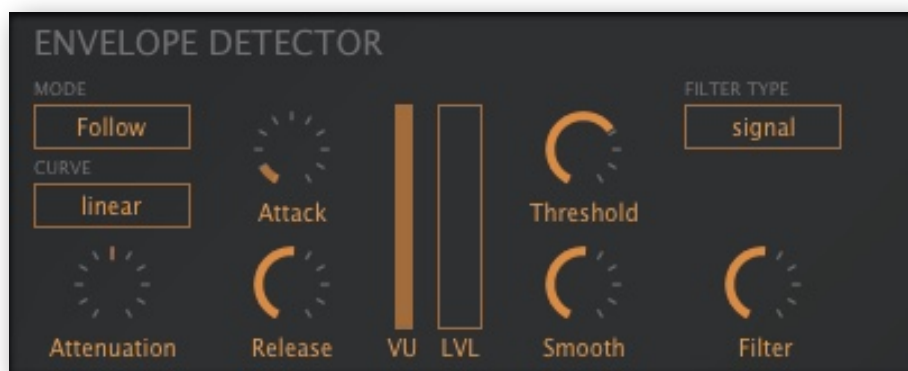 ENVELOPE DETECTOR
MODE
FILTER TYPE
Follow
signal
CURVE
linear
Attack
Threshold
Attenuation
Release
VU
LVL
Smooth
Filter